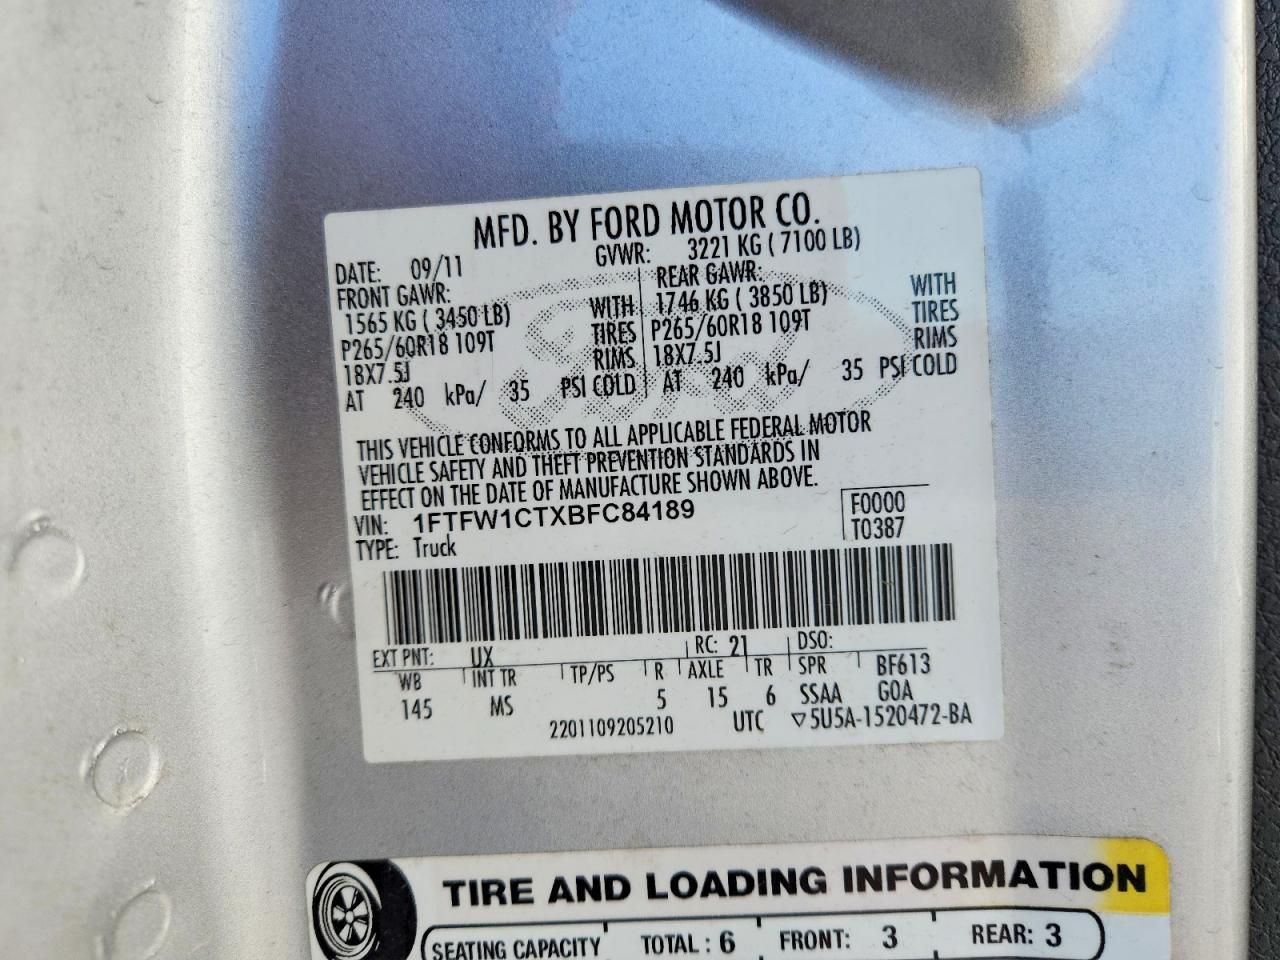 MFD. BY FORD MOTOR CO.
DATE: 09/11 GVWR: 3221 KG ( 7100 LB)
FRONT GAWR: REAR GAWR:
1565 KG ( 3450 LB) WITH 1746 KG ( 3850 LB) WITH
P265/60R18 109T TIRES P265/60R18 109T TIRES
18X7.5J RIMS 18X7.5J RIMS
AT 240 kPa/ 35 PSI COLD AT 240 kPa/ 35 PSI COLD
THIS VEHICLE CONFORMS TO ALL APPLICABLE FEDERAL MOTOR
VEHICLE SAFETY AND THEFT PREVENTION STANDARDS IN
EFFECT ON THE DATE OF MANUFACTURE SHOWN ABOVE.
VIN: 1FTFW1CTXBFC84189 F0000
TYPE: Truck T0387
EXT PNT: UX RC: 21 DSO:
WB INT TR TP/PS R AXLE TR SPR BF613
145 MS 5 15 6 SSAA GOA
2201109205210 UTC ▽5U5A-1520472-BA
TIRE AND LOADING INFORMATION
SEATING CAPACITY TOTAL : 6 FRONT: 3 REAR: 3